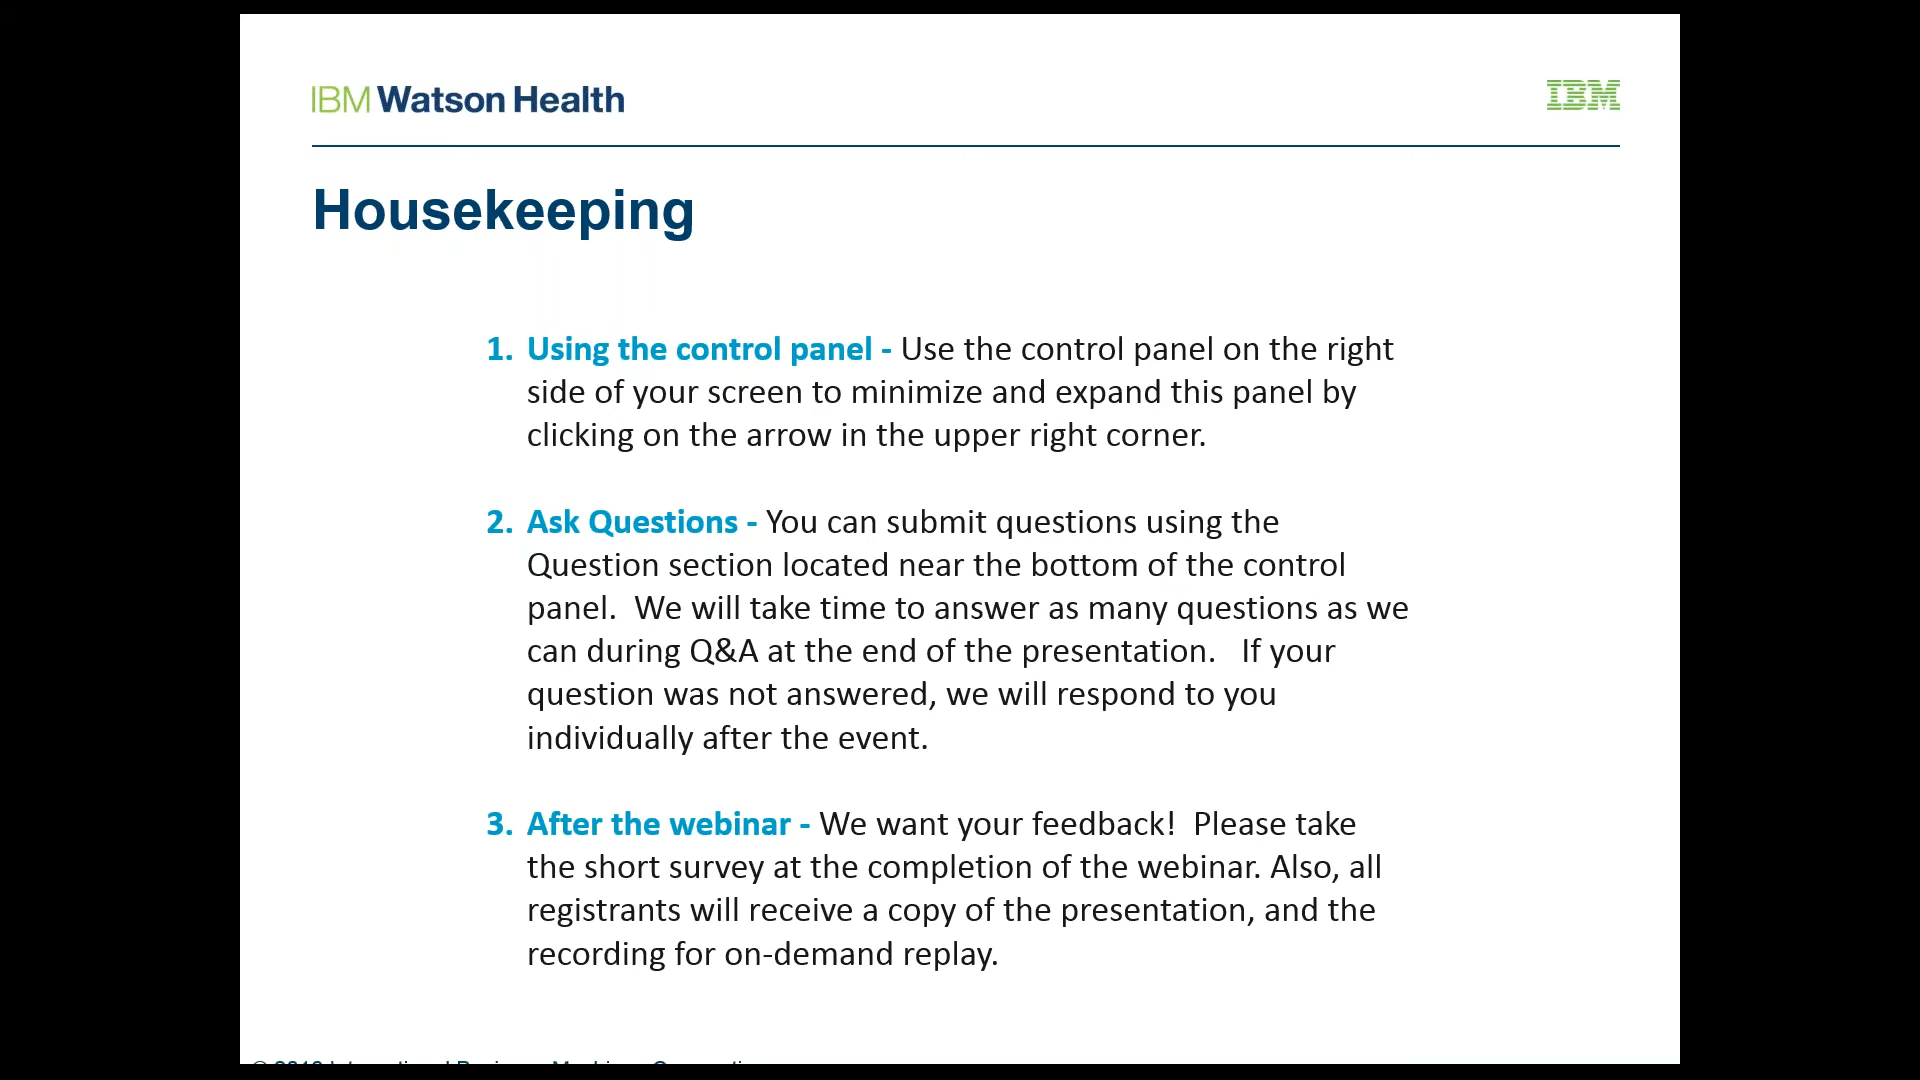 IBM Watson Health
IBM
Housekeeping
1. Using the control panel - Use the control panel on the right
side of your screen to minimize and expand this panel by
clicking on the arrow in the upper right corner.
2. Ask Questions - You can submit questions using the
Question section located near the bottom of the control
panel.  We will take time to answer as many questions as we
can during Q&A at the end of the presentation.   If your
question was not answered, we will respond to you
individually after the event.
3. After the webinar - We want your feedback!  Please take
the short survey at the completion of the webinar. Also, all
registrants will receive a copy of the presentation, and the
recording for on-demand replay.